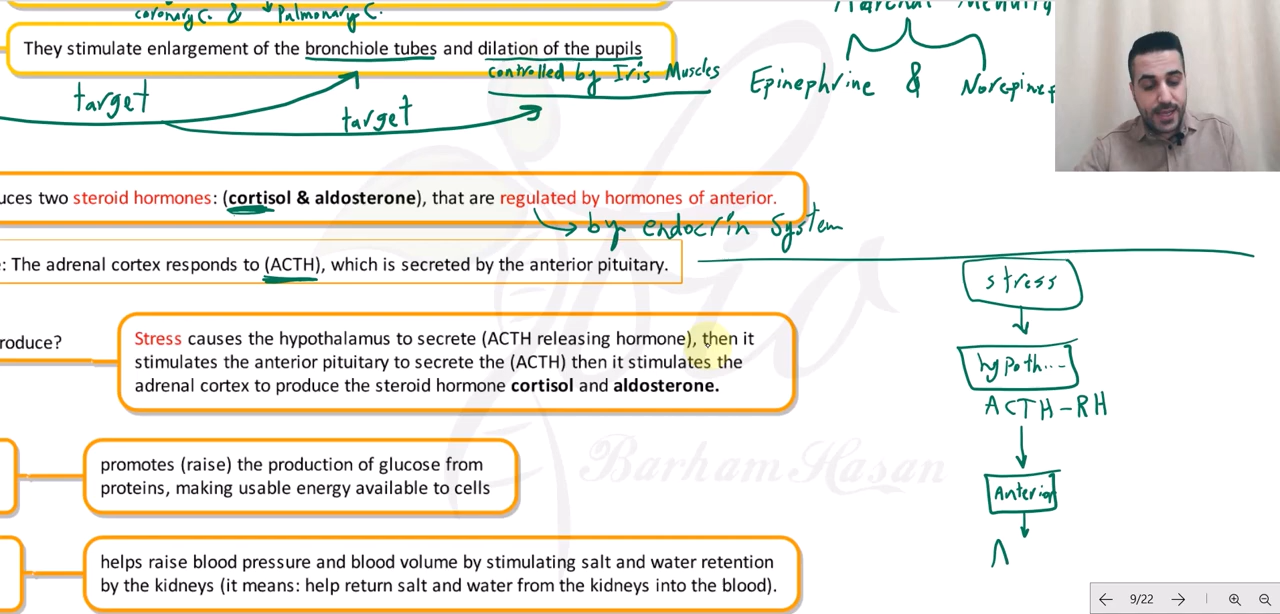 coronary C. & Pulmonary C.
They stimulate enlargement of the bronchiole tubes and dilation of the pupils
controlled by Iris Muscles
target
target
Epinephrine &
uces two steroid hormones: (cortisol & aldosterone), that are regulated by hormones of anterior.
by endocrin system
: The adrenal cortex responds to (ACTH), which is secreted by the anterior pituitary.
stress
roduce?
Stress causes the hypothalamus to secrete (ACTH releasing hormone), then it
stimulates the anterior pituitary to secrete the (ACTH) then it stimulates the
adrenal cortex to produce the steroid hormone cortisol and aldosterone.
hypoth...
ACTH-RH
Barham Hasan
promotes (raise) the production of glucose from
proteins, making usable energy available to cells
Anterior
helps raise blood pressure and blood volume by stimulating salt and water retention
by the kidneys (it means: help return salt and water from the kidneys into the blood).
9/22